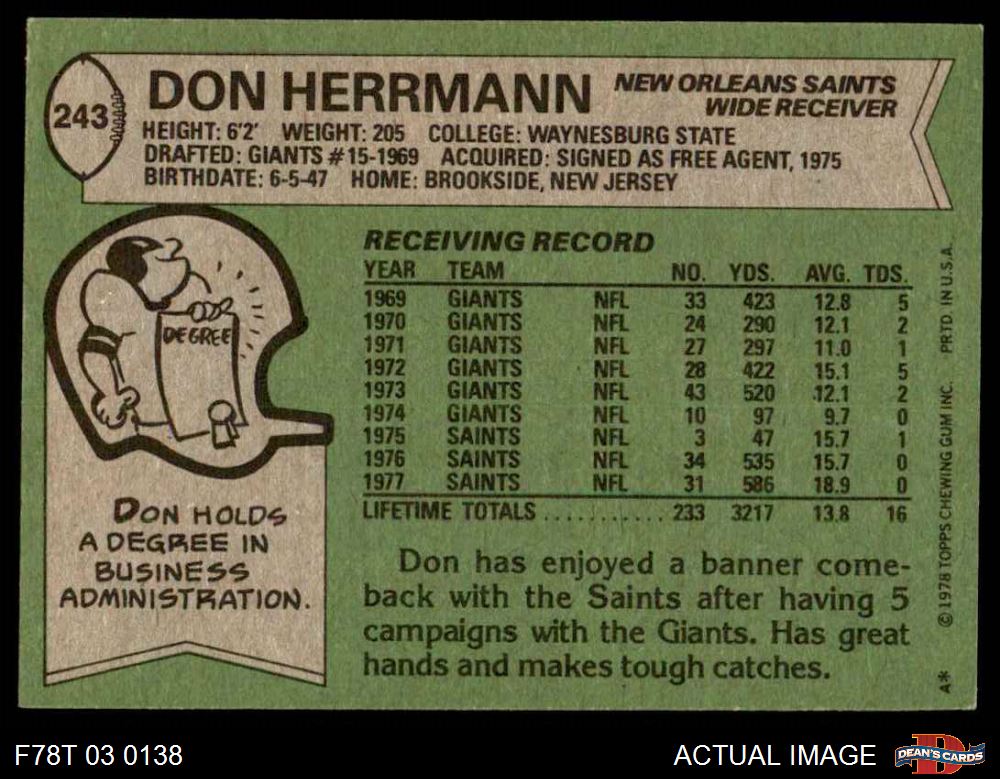 243
DON HERRMANN
NEW ORLEANS SAINTS
WIDE RECEIVER
HEIGHT: 6'2' WEIGHT: 205 COLLEGE: WAYNESBURG STATE
DRAFTED: GIANTS #15-1969 ACQUIRED: SIGNED AS FREE AGENT, 1975
BIRTHDATE: 6-5-47 HOME: BROOKSIDE, NEW JERSEY
DEGREE
DON HOLDS
A DEGREE IN
BUSINESS
ADMINISTRATION.
RECEIVING RECORD
YEAR TEAM NO. YDS. AVG. TDS.
1969 GIANTS NFL 33 423 12.8 5
1970 GIANTS NFL 24 290 12.1 2
1971 GIANTS NFL 27 297 11.0 1
1972 GIANTS NFL 28 422 15.1 5
1973 GIANTS NFL 43 520 12.1 2
1974 GIANTS NFL 10 97 9.7 0
1975 SAINTS NFL 3 47 15.7 1
1976 SAINTS NFL 34 535 15.7 0
1977 SAINTS NFL 31 586 18.9 0
LIFETIME TOTALS ............ 233 3217 13.8 16
Don has enjoyed a banner come-
back with the Saints after having 5
campaigns with the Giants. Has great
hands and makes tough catches.
A* © 1978 TOPPS CHEWING GUM INC. PRTD. IN U.S.A.
F78T 03 0138
ACTUAL IMAGE
D
DEAN'S CARDS